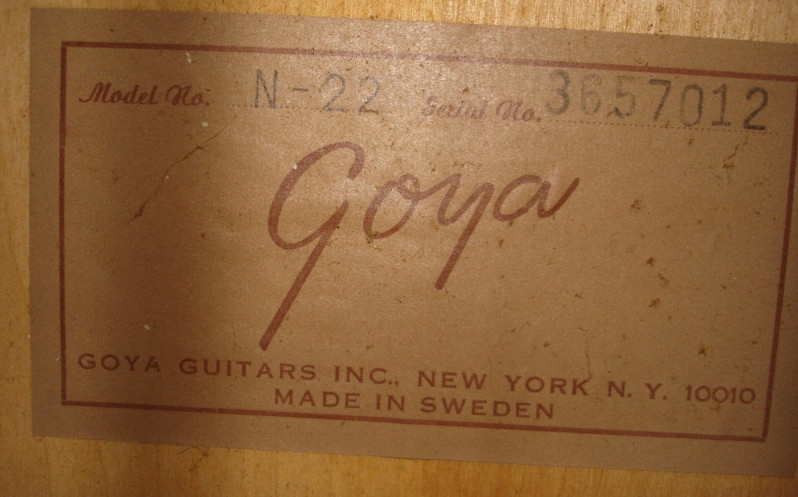 Model No. N-22 Serial No. 3657012
Goya
GOYA GUITARS INC., NEW YORK N. Y. 10010
MADE IN SWEDEN